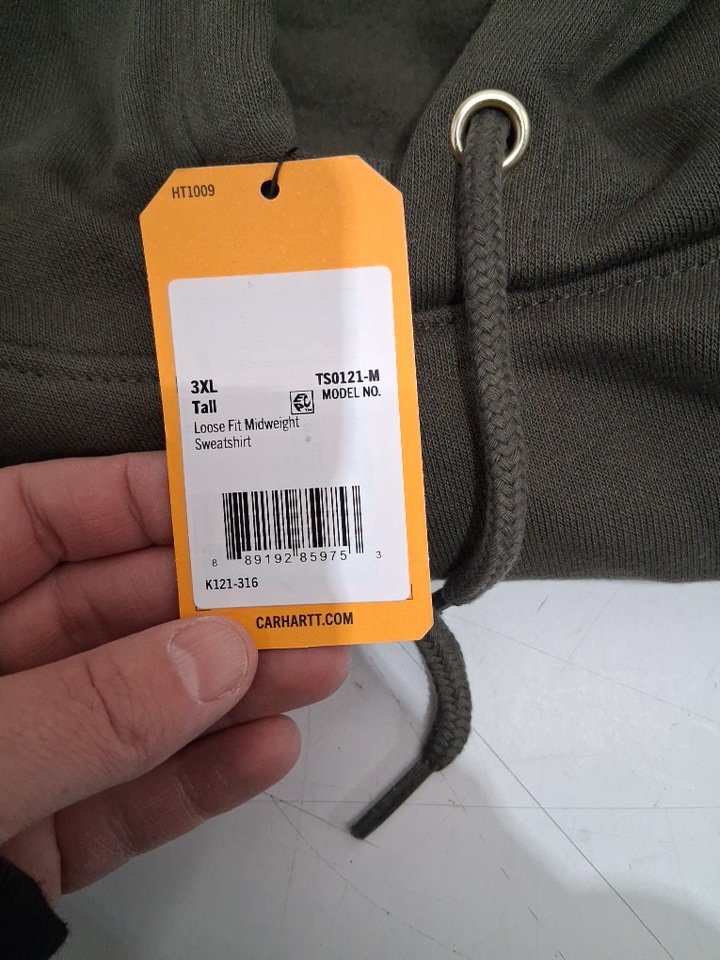 HT1009
3XL
Tall
TS0121-M
MODEL NO.
Loose Fit Midweight
Sweatshirt
8 89192 85975 3
K121-316
CARHARTT.COM